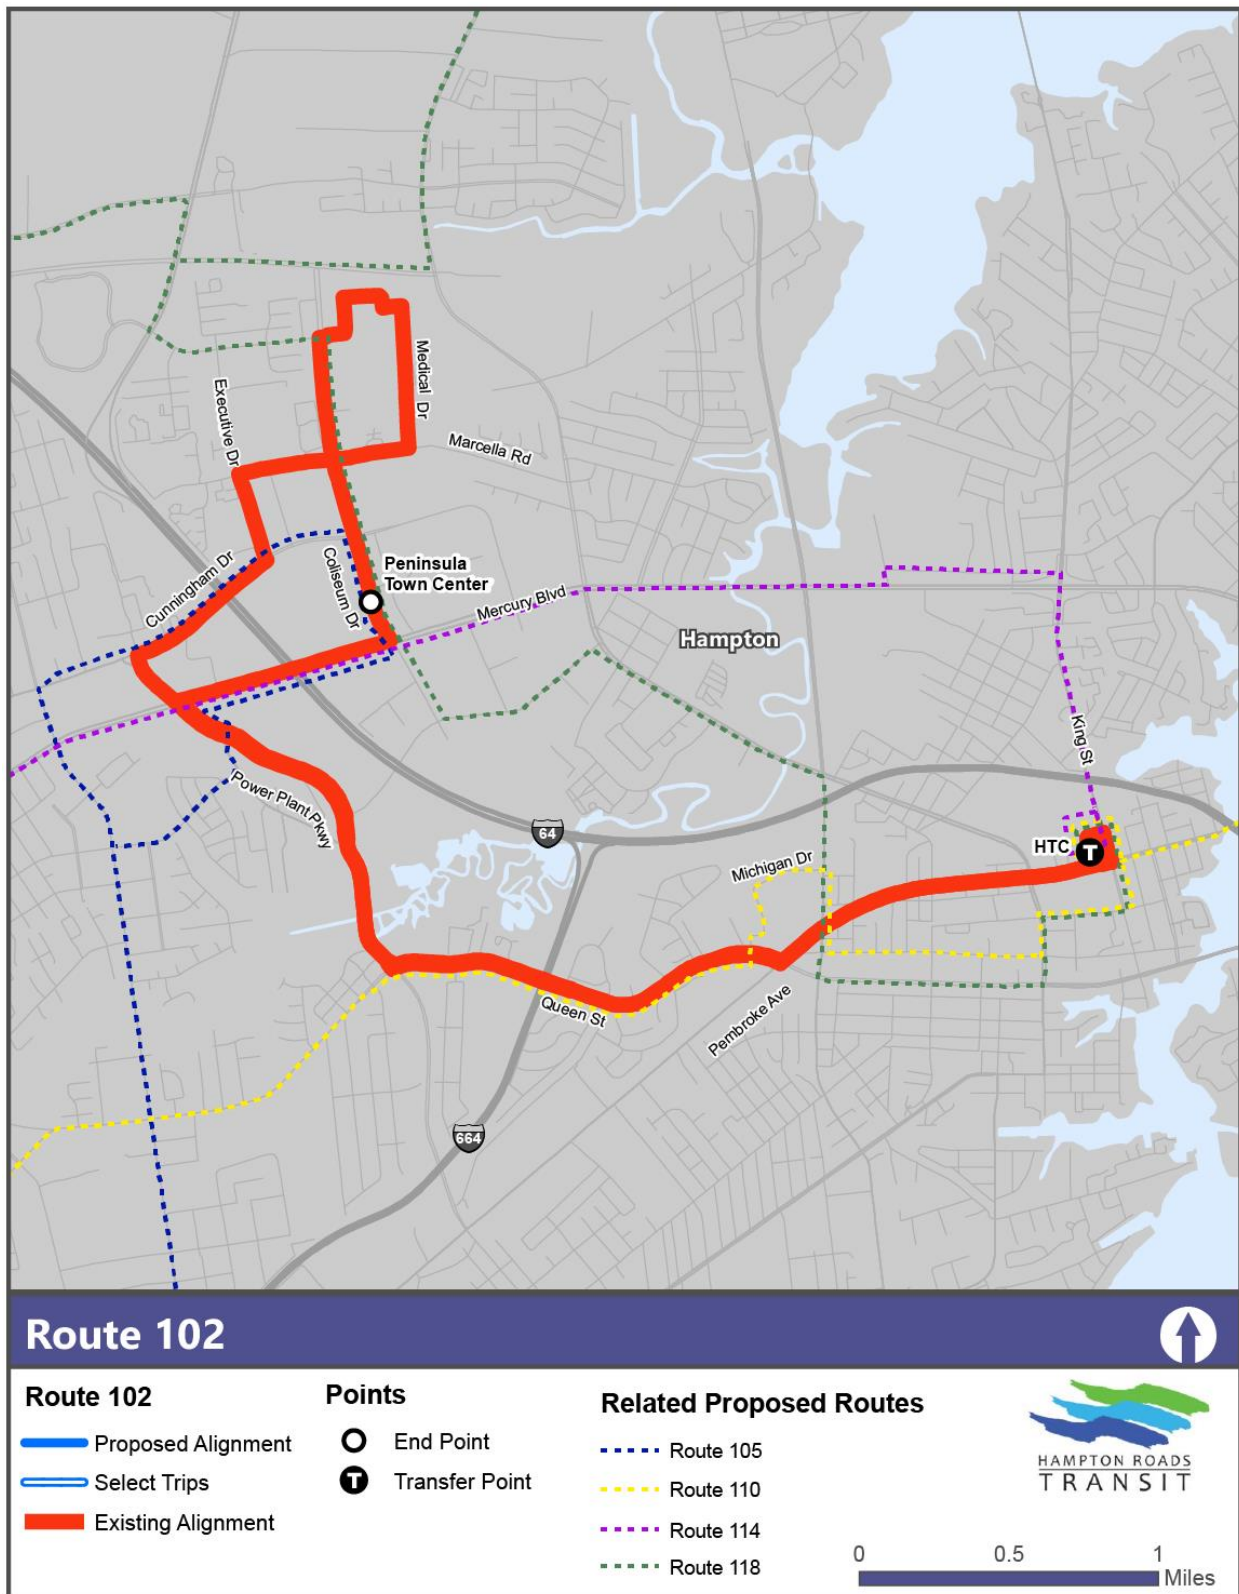 Medical Dr
Executive Dr
Marcella Rd
Cunningham Dr
Coliseum Dr
Peninsula
Town Center
Mercury Blvd
Hampton
King St
Power Plant Pkwy
64
HTC
T
Michigan Dr
Queen St
Pembroke Ave
664
Route 102
Route 102
Proposed Alignment
Select Trips
Existing Alignment
Points
End Point
T Transfer Point
Related Proposed Routes
Route 105
Route 110
Route 114
Route 118
HAMPTON ROADS
TRANSIT
0 0.5 1
Miles